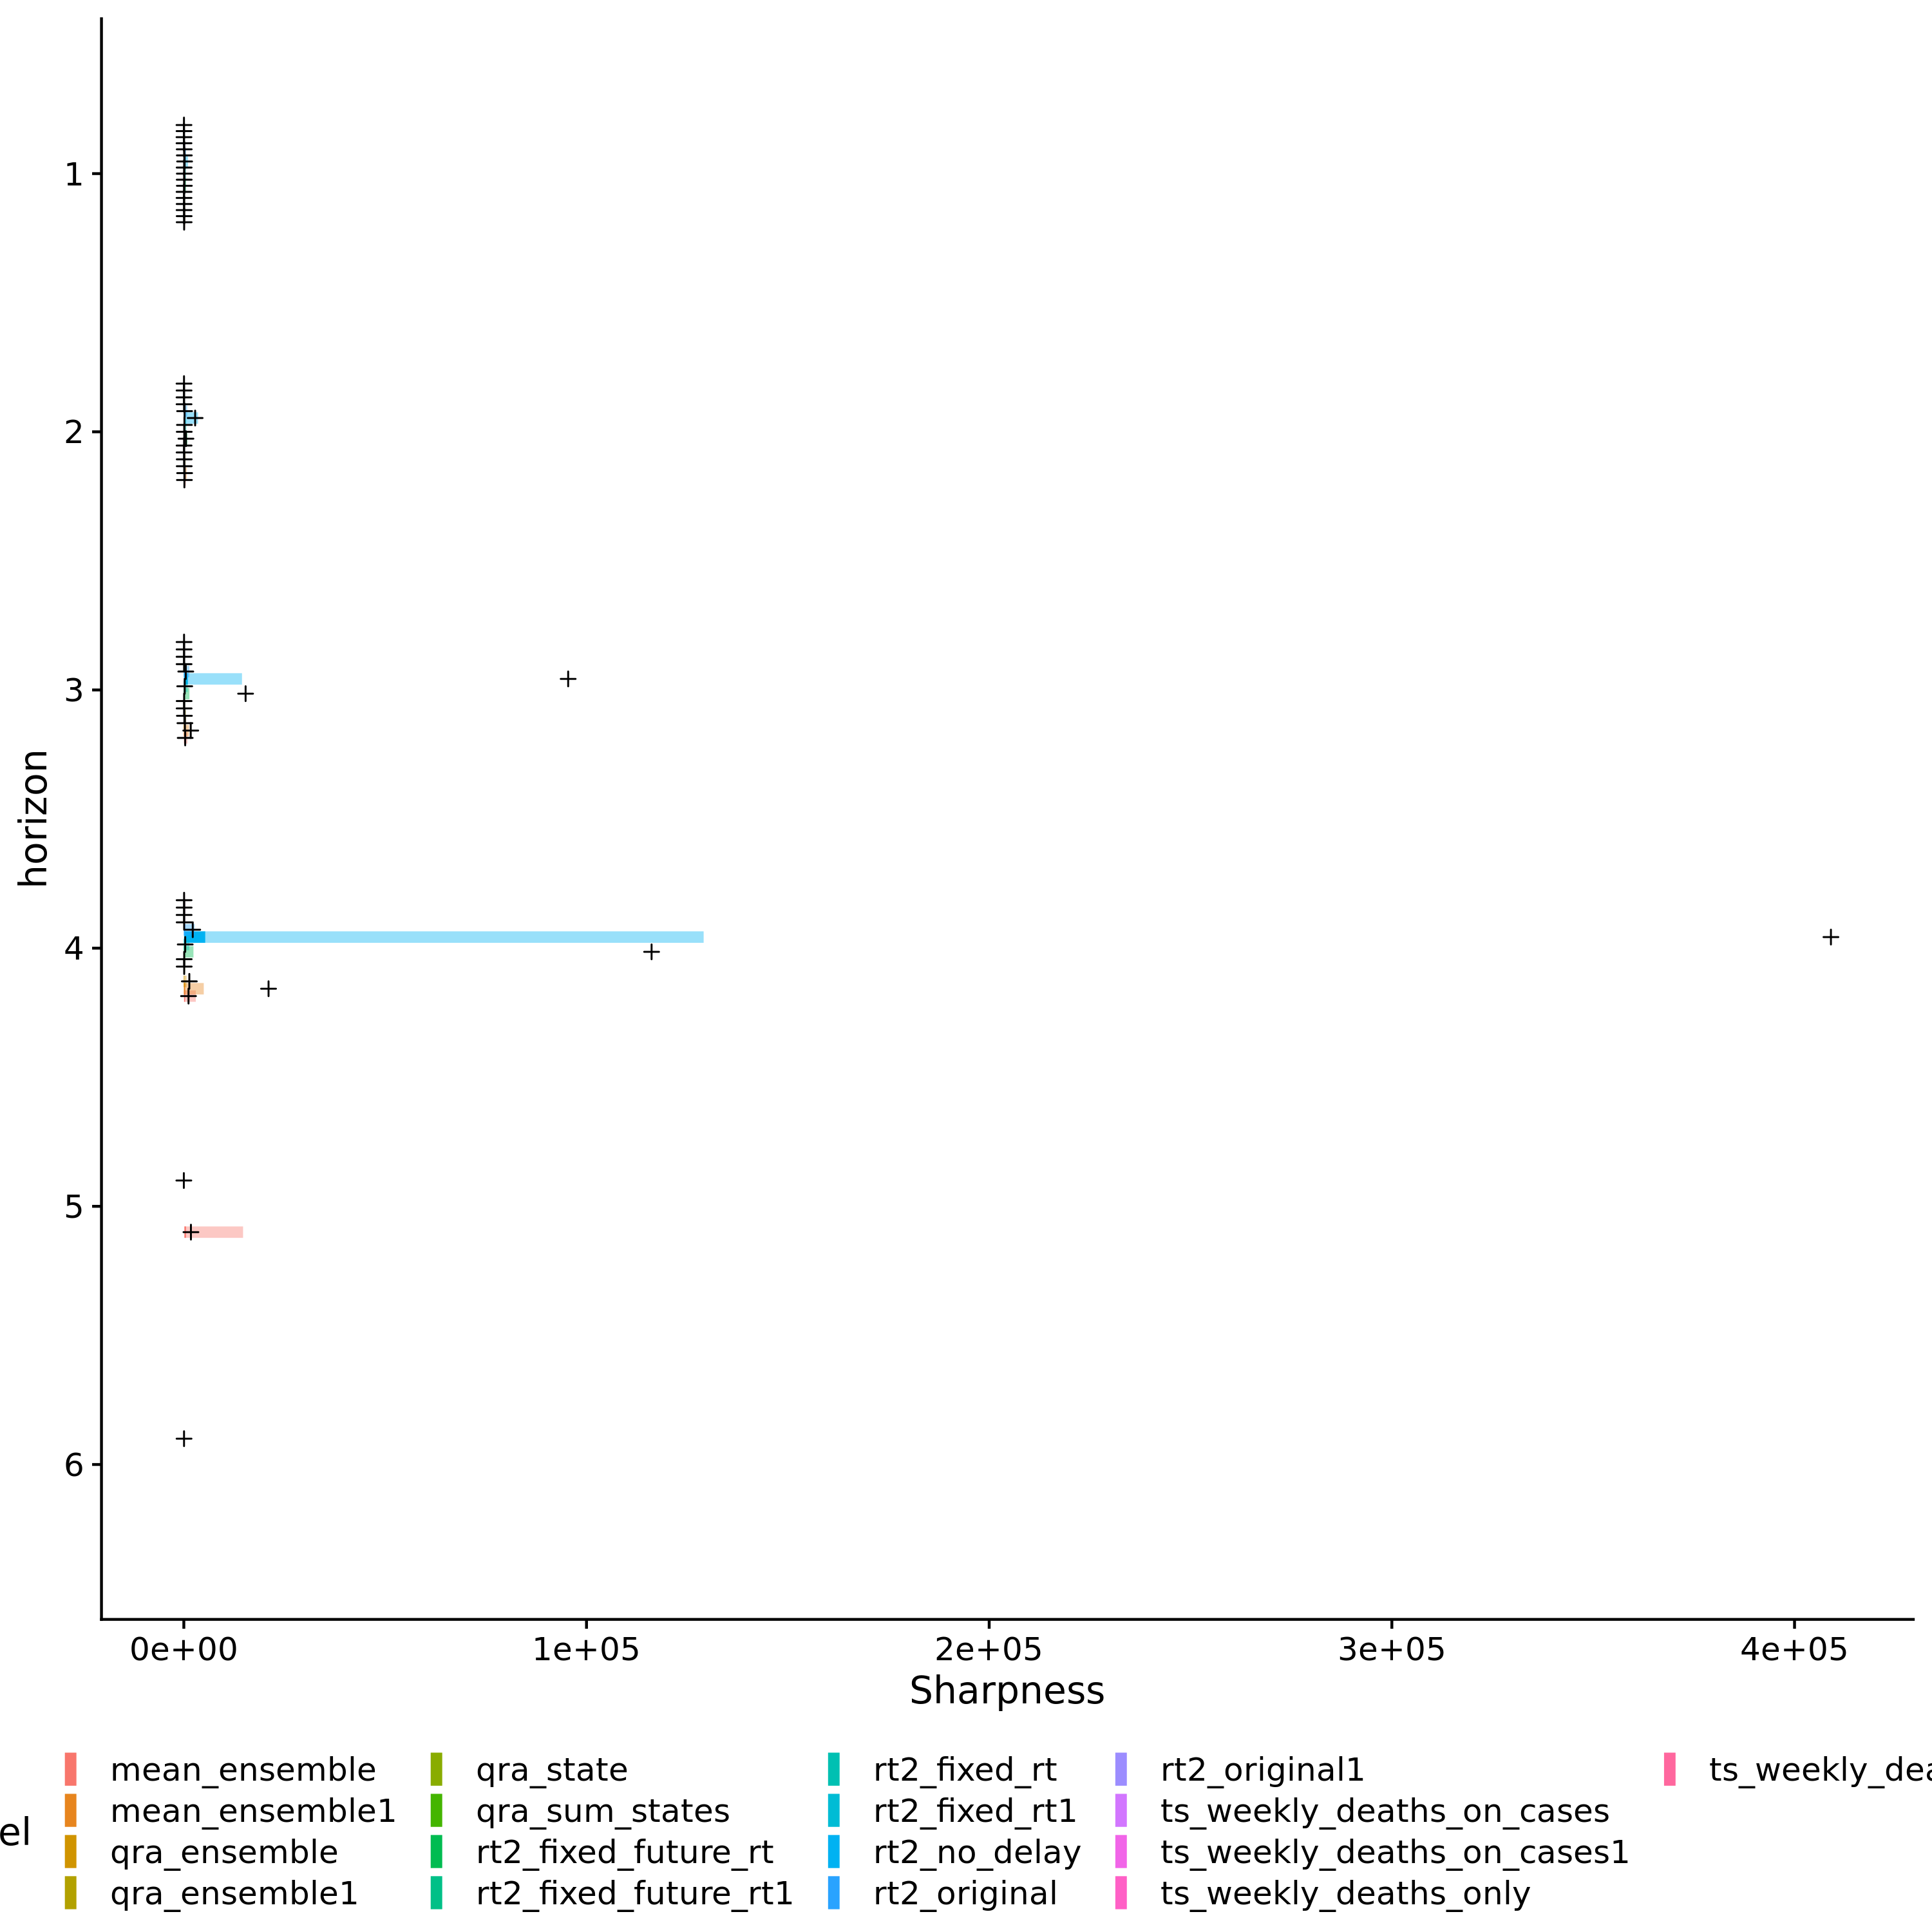 1
2
3
4
5
6
horizon
0e+00 1e+05 2e+05 3e+05 4e+05
Sharpness
el
mean_ensemble qra_state rt2_fixed_rt rt2_original1 ts_weekly_dea
mean_ensemble1 qra_sum_states rt2_fixed_rt1 ts_weekly_deaths_on_cases
qra_ensemble rt2_fixed_future_rt rt2_no_delay ts_weekly_deaths_on_cases1
qra_ensemble1 rt2_fixed_future_rt1 rt2_original ts_weekly_deaths_only